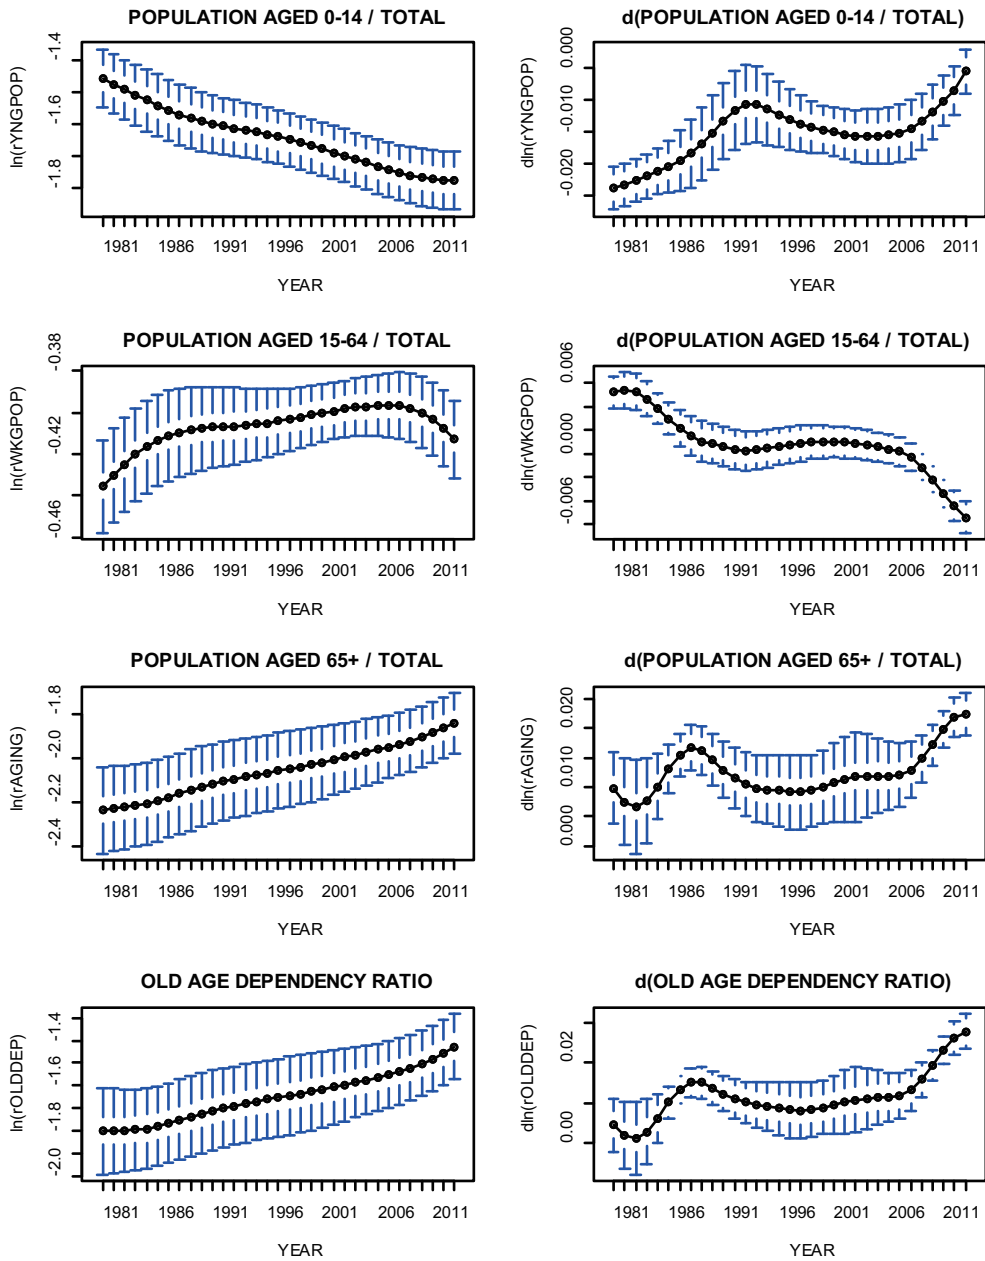 POPULATION AGED 0-14 / TOTAL
ln(rYNGPOP)
-1.4
-1.6
-1.8
1981 1986 1991 1996 2001 2006 2011
YEAR
d(POPULATION AGED 0-14 / TOTAL)
dln(rYNGPOP)
0.000
-0.010
-0.020
1981 1986 1991 1996 2001 2006 2011
YEAR
POPULATION AGED 15-64 / TOTAL
ln(rWKGPOP)
-0.38
-0.42
-0.46
1981 1986 1991 1996 2001 2006 2011
YEAR
d(POPULATION AGED 15-64 / TOTAL)
dln(rWKGPOP)
0.006
0.000
-0.006
1981 1986 1991 1996 2001 2006 2011
YEAR
POPULATION AGED 65+ / TOTAL
ln(rAGING)
-1.8
-2.0
-2.2
-2.4
1981 1986 1991 1996 2001 2006 2011
YEAR
d(POPULATION AGED 65+ / TOTAL)
dln(rAGING)
0.020
0.010
0.000
1981 1986 1991 1996 2001 2006 2011
YEAR
OLD AGE DEPENDENCY RATIO
ln(rOLDDEP)
-1.4
-1.6
-1.8
-2.0
1981 1986 1991 1996 2001 2006 2011
YEAR
d(OLD AGE DEPENDENCY RATIO)
dln(rOLDDEP)
0.02
0.00
1981 1986 1991 1996 2001 2006 2011
YEAR